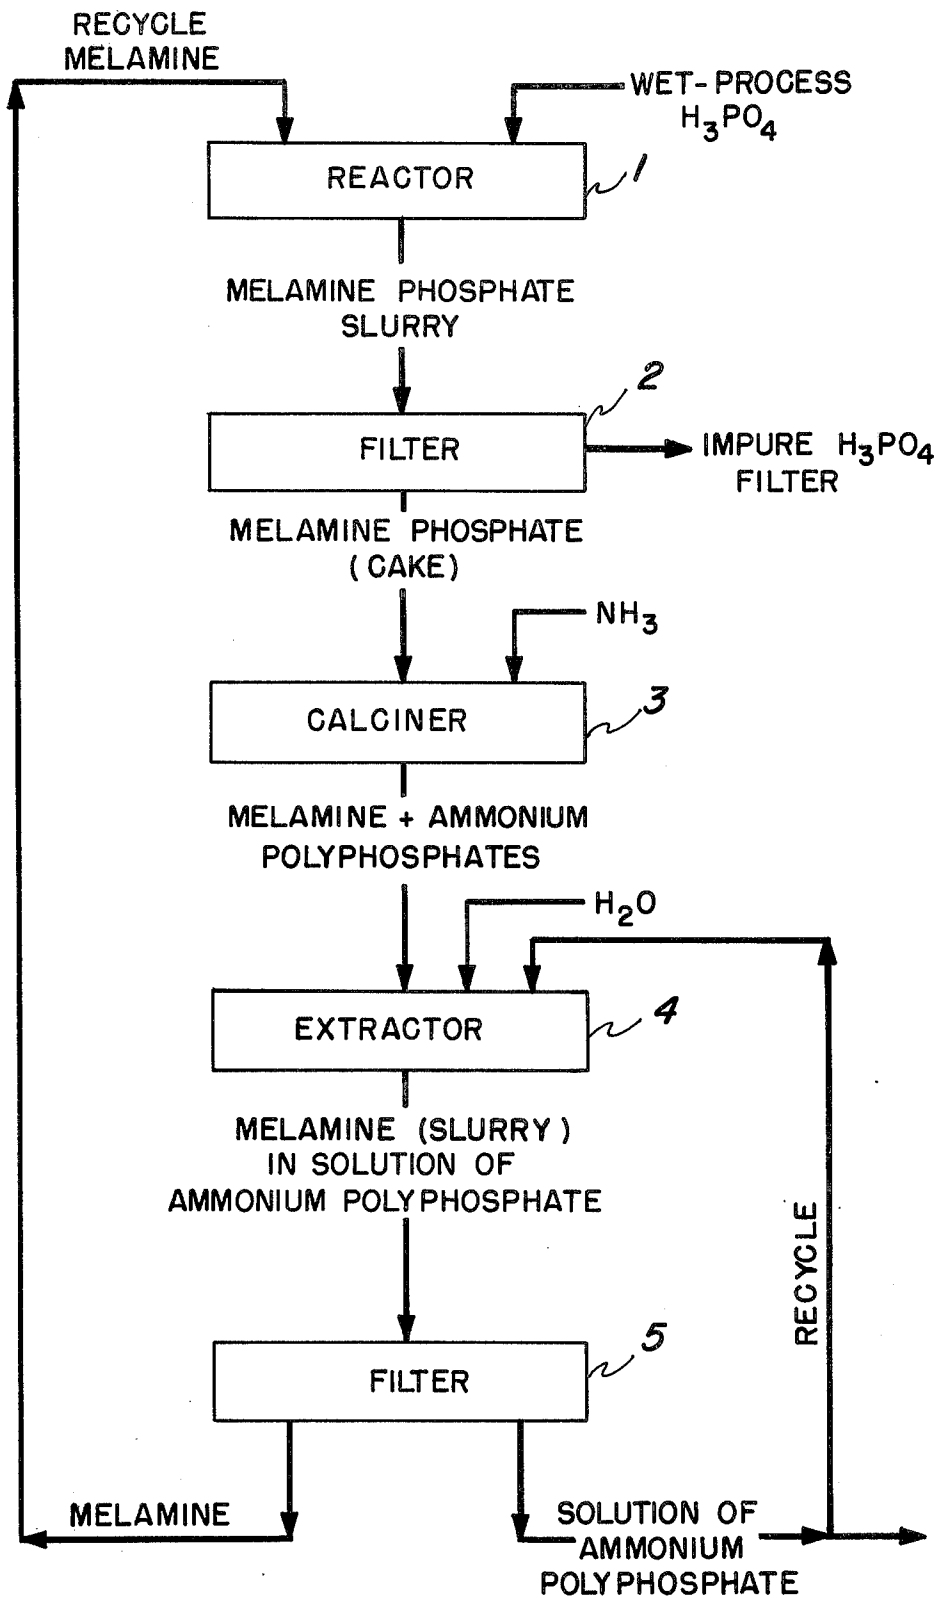 RECYCLE
MELAMINE
WET-PROCESS
H₃PO₄
REACTOR
1
MELAMINE PHOSPHATE
SLURRY
2
FILTER
IMPURE H₃PO₄
FILTER
MELAMINE PHOSPHATE
(CAKE)
NH₃
CALCINER
3
MELAMINE + AMMONIUM
POLYPHOSPHATES
H₂O
EXTRACTOR
4
MELAMINE (SLURRY)
IN SOLUTION OF
AMMONIUM POLYPHOSPHATE
RECYCLE
5
FILTER
MELAMINE
SOLUTION OF
AMMONIUM
POLYPHOSPHATE